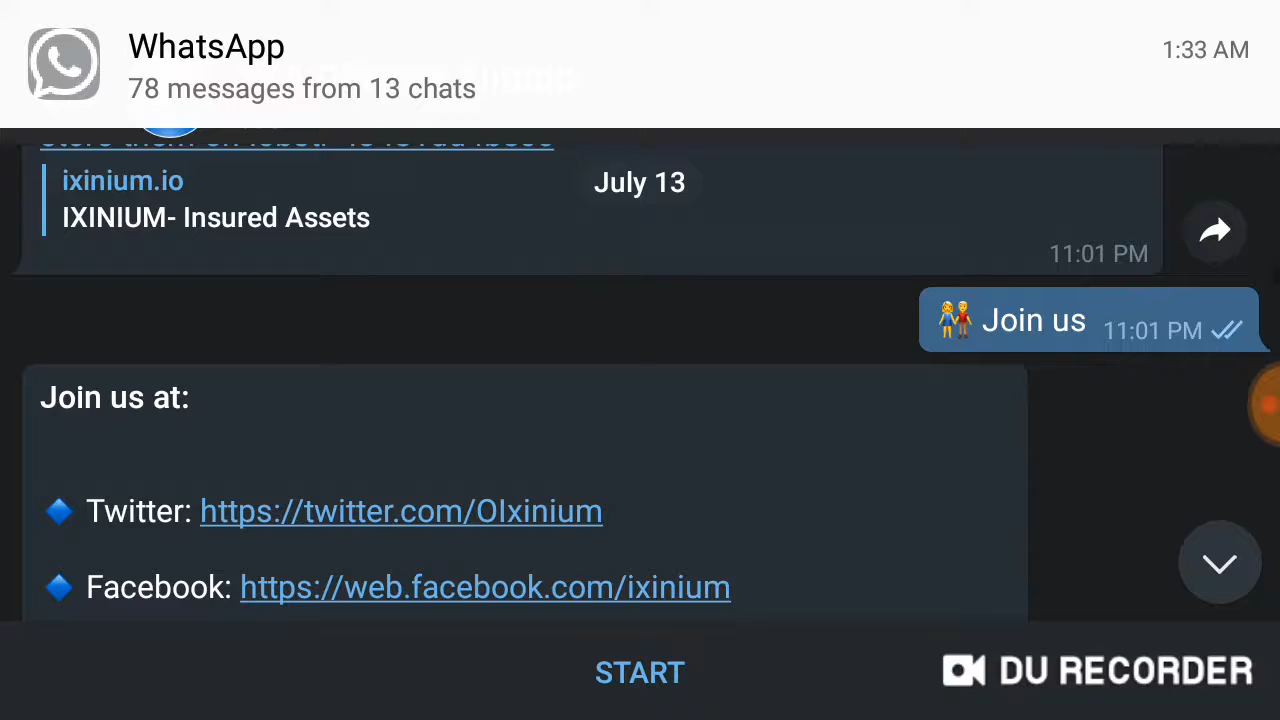 WhatsApp
1:33 AM
78 messages from 13 chats
ixinium.io
July 13
IXINIUM- Insured Assets
11:01 PM
Join us 11:01 PM
Join us at:
Twitter: https://twitter.com/OIxinium
Facebook: https://web.facebook.com/ixinium
START
DU RECORDER